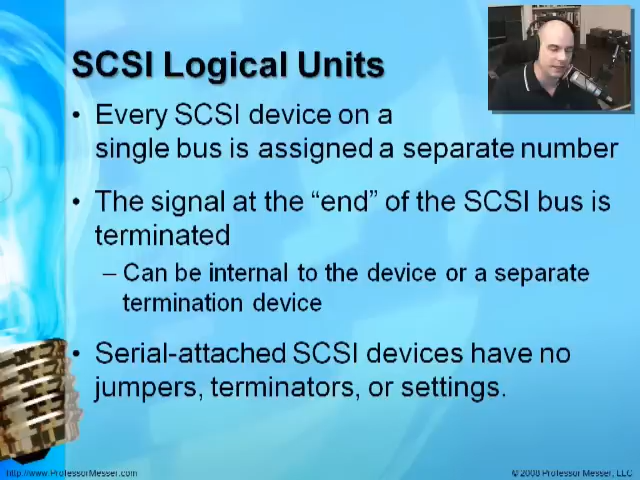 SCSI Logical Units
• Every SCSI device on a
single bus is assigned a separate number
• The signal at the “end” of the SCSI bus is
terminated
– Can be internal to the device or a separate
termination device
• Serial-attached SCSI devices have no
jumpers, terminators, or settings.
http://www.ProfessorMesser.com
© 2008 Professor Messer, LLC